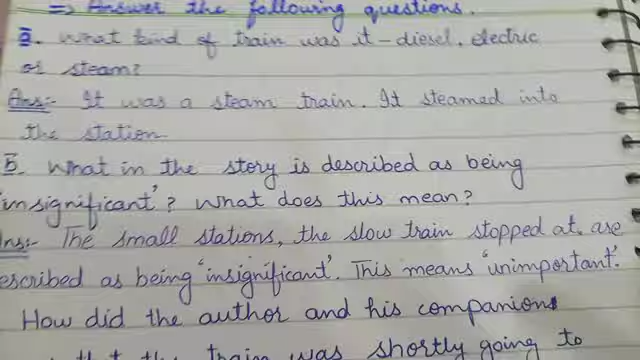 ⇒ Answer the following questions.
a. What kind of train was it - diesel, electric
or steam?
Ans:- It was a steam train. It steamed into
the station
b. What in the story is described as being
'insignificant'? What does this mean?
Ans:- The small stations, the slow train stopped at, are
escribed as being 'insignificant'. This means 'unimportant'.
How did the author and his companions
that the train was shortly going to